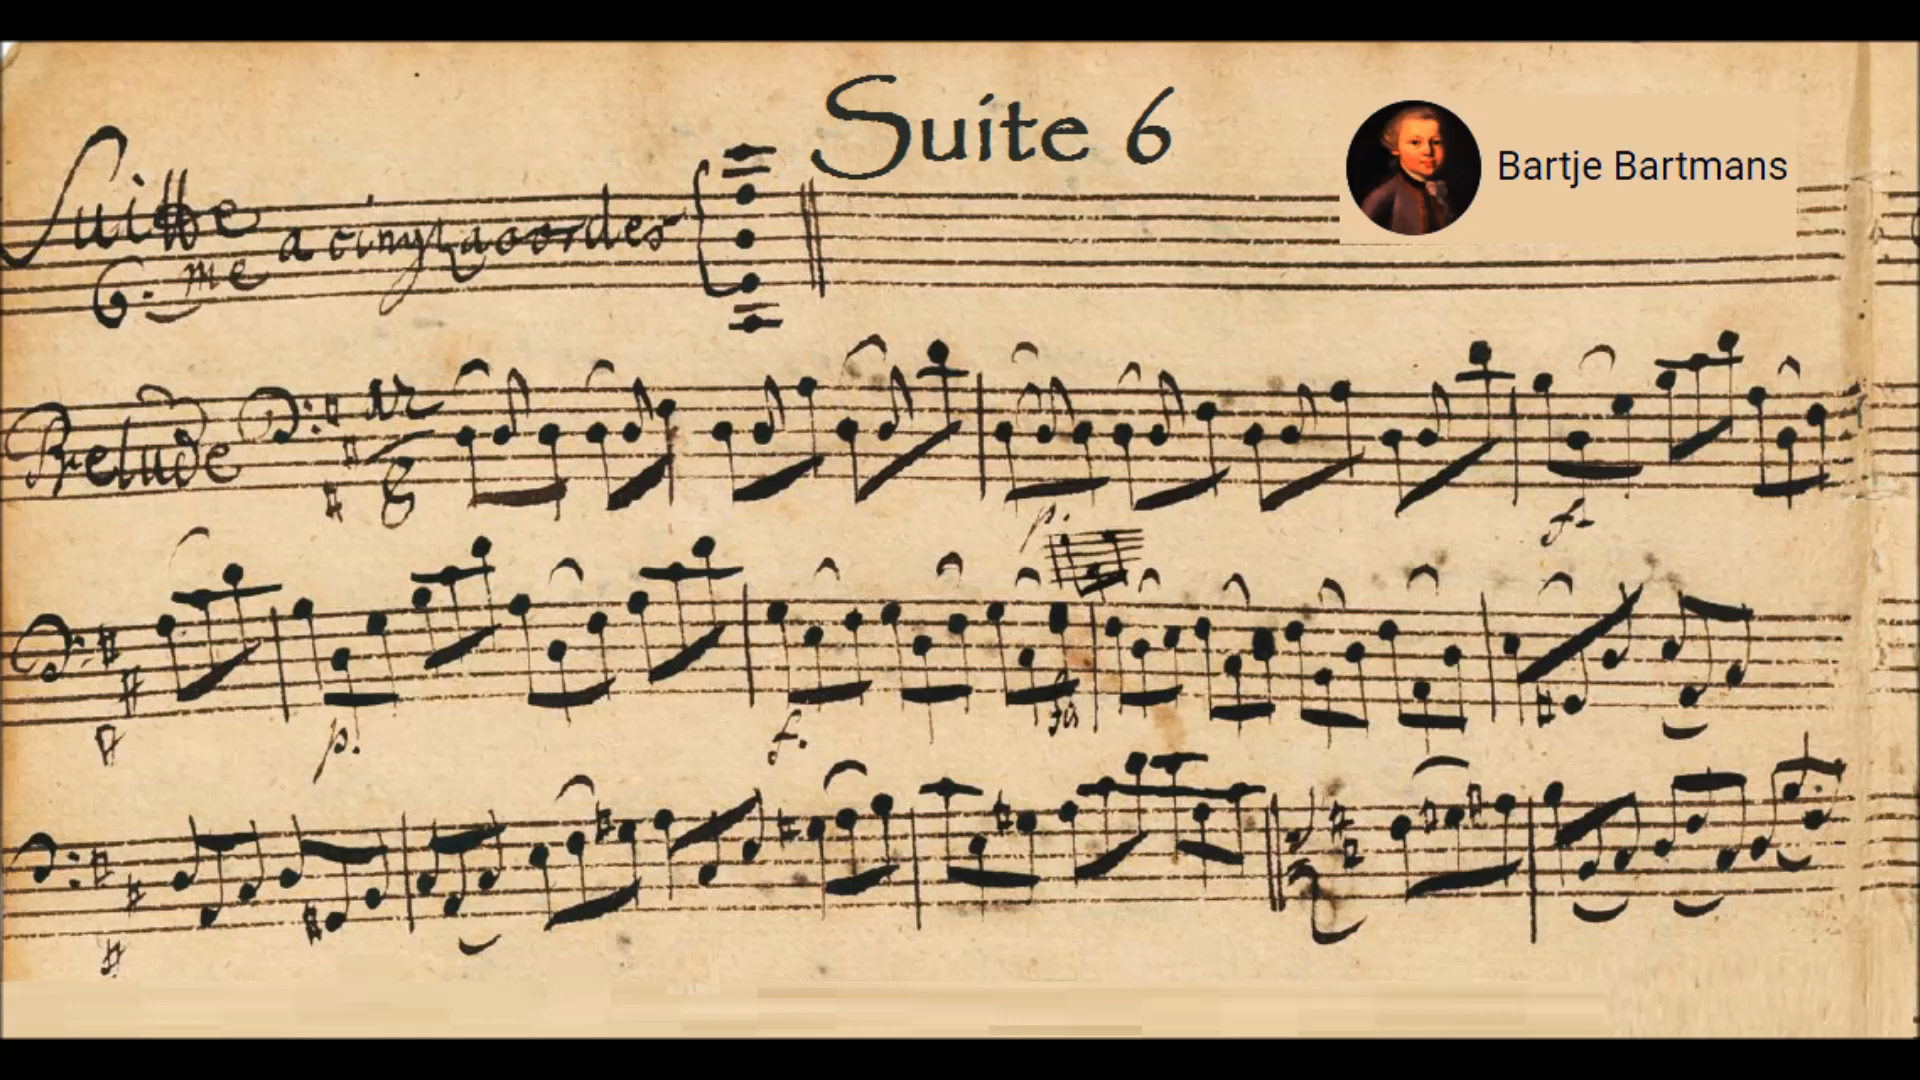 Suite 6
Bartje Bartmans
Suitte
6. me a cinq acordes
Prelude
p. f.
p. f.